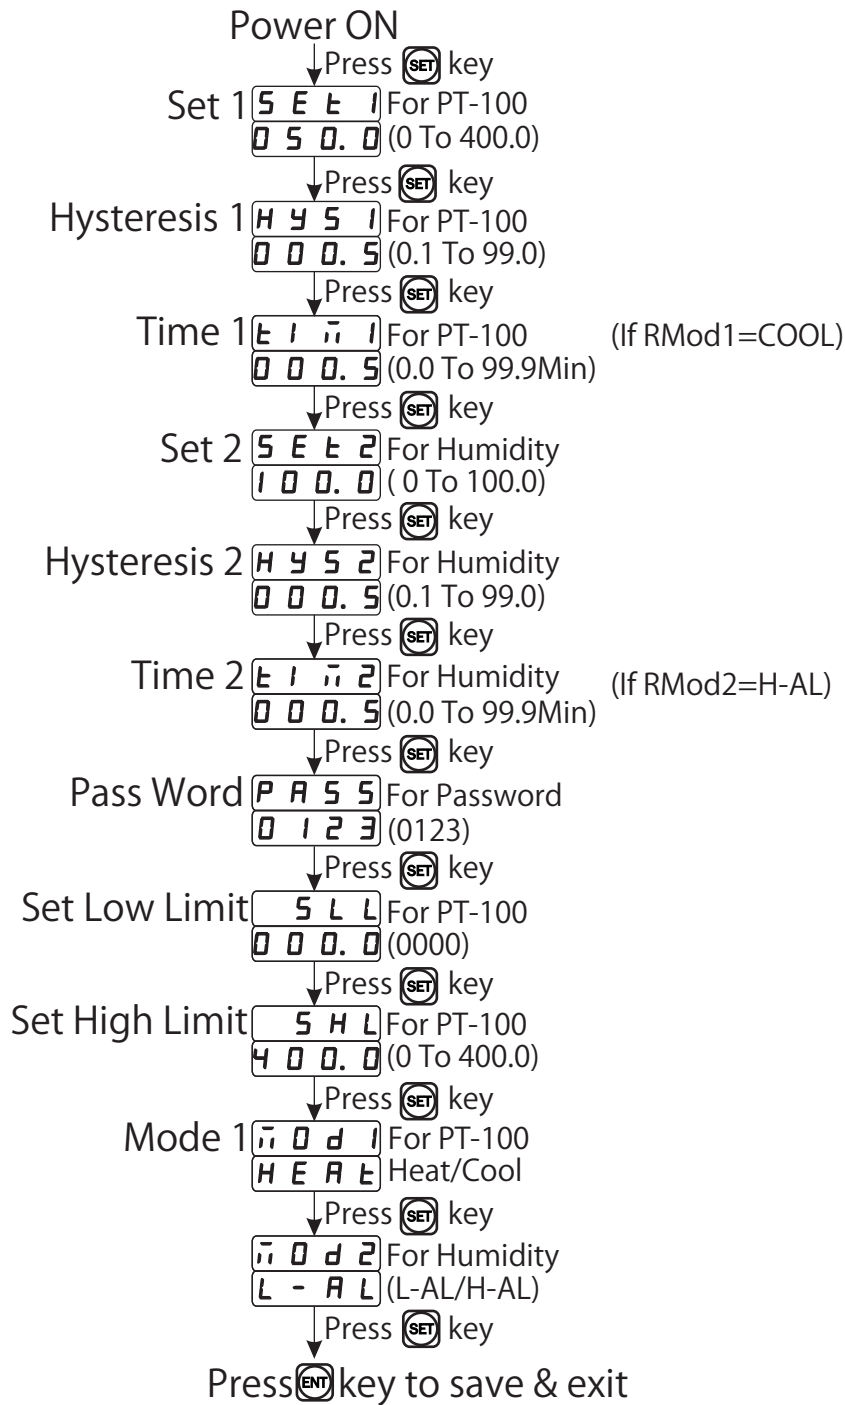 Power ON
Press SET key
Set 1 SEt1 For PT-100
050.0 (0 To 400.0)
Press SET key
Hysteresis 1 HYS1 For PT-100
000.5 (0.1 To 99.0)
Press SET key
Time 1 tim1 For PT-100 (If RMod1=COOL)
000.5 (0.0 To 99.9Min)
Press SET key
Set 2 SEt2 For Humidity
100.0 ( 0 To 100.0)
Press SET key
Hysteresis 2 HYS2 For Humidity
000.5 (0.1 To 99.0)
Press SET key
Time 2 tim2 For Humidity (If RMod2=H-AL)
000.5 (0.0 To 99.9Min)
Press SET key
Pass Word PASS For Password
0123 (0123)
Press SET key
Set Low Limit SLL For PT-100
000.0 (0000)
Press SET key
Set High Limit SHL For PT-100
400.0 (0 To 400.0)
Press SET key
Mode 1 mod1 For PT-100
HEAt Heat/Cool
Press SET key
mod2 For Humidity
L-AL (L-AL/H-AL)
Press SET key
Press ENT key to save & exit